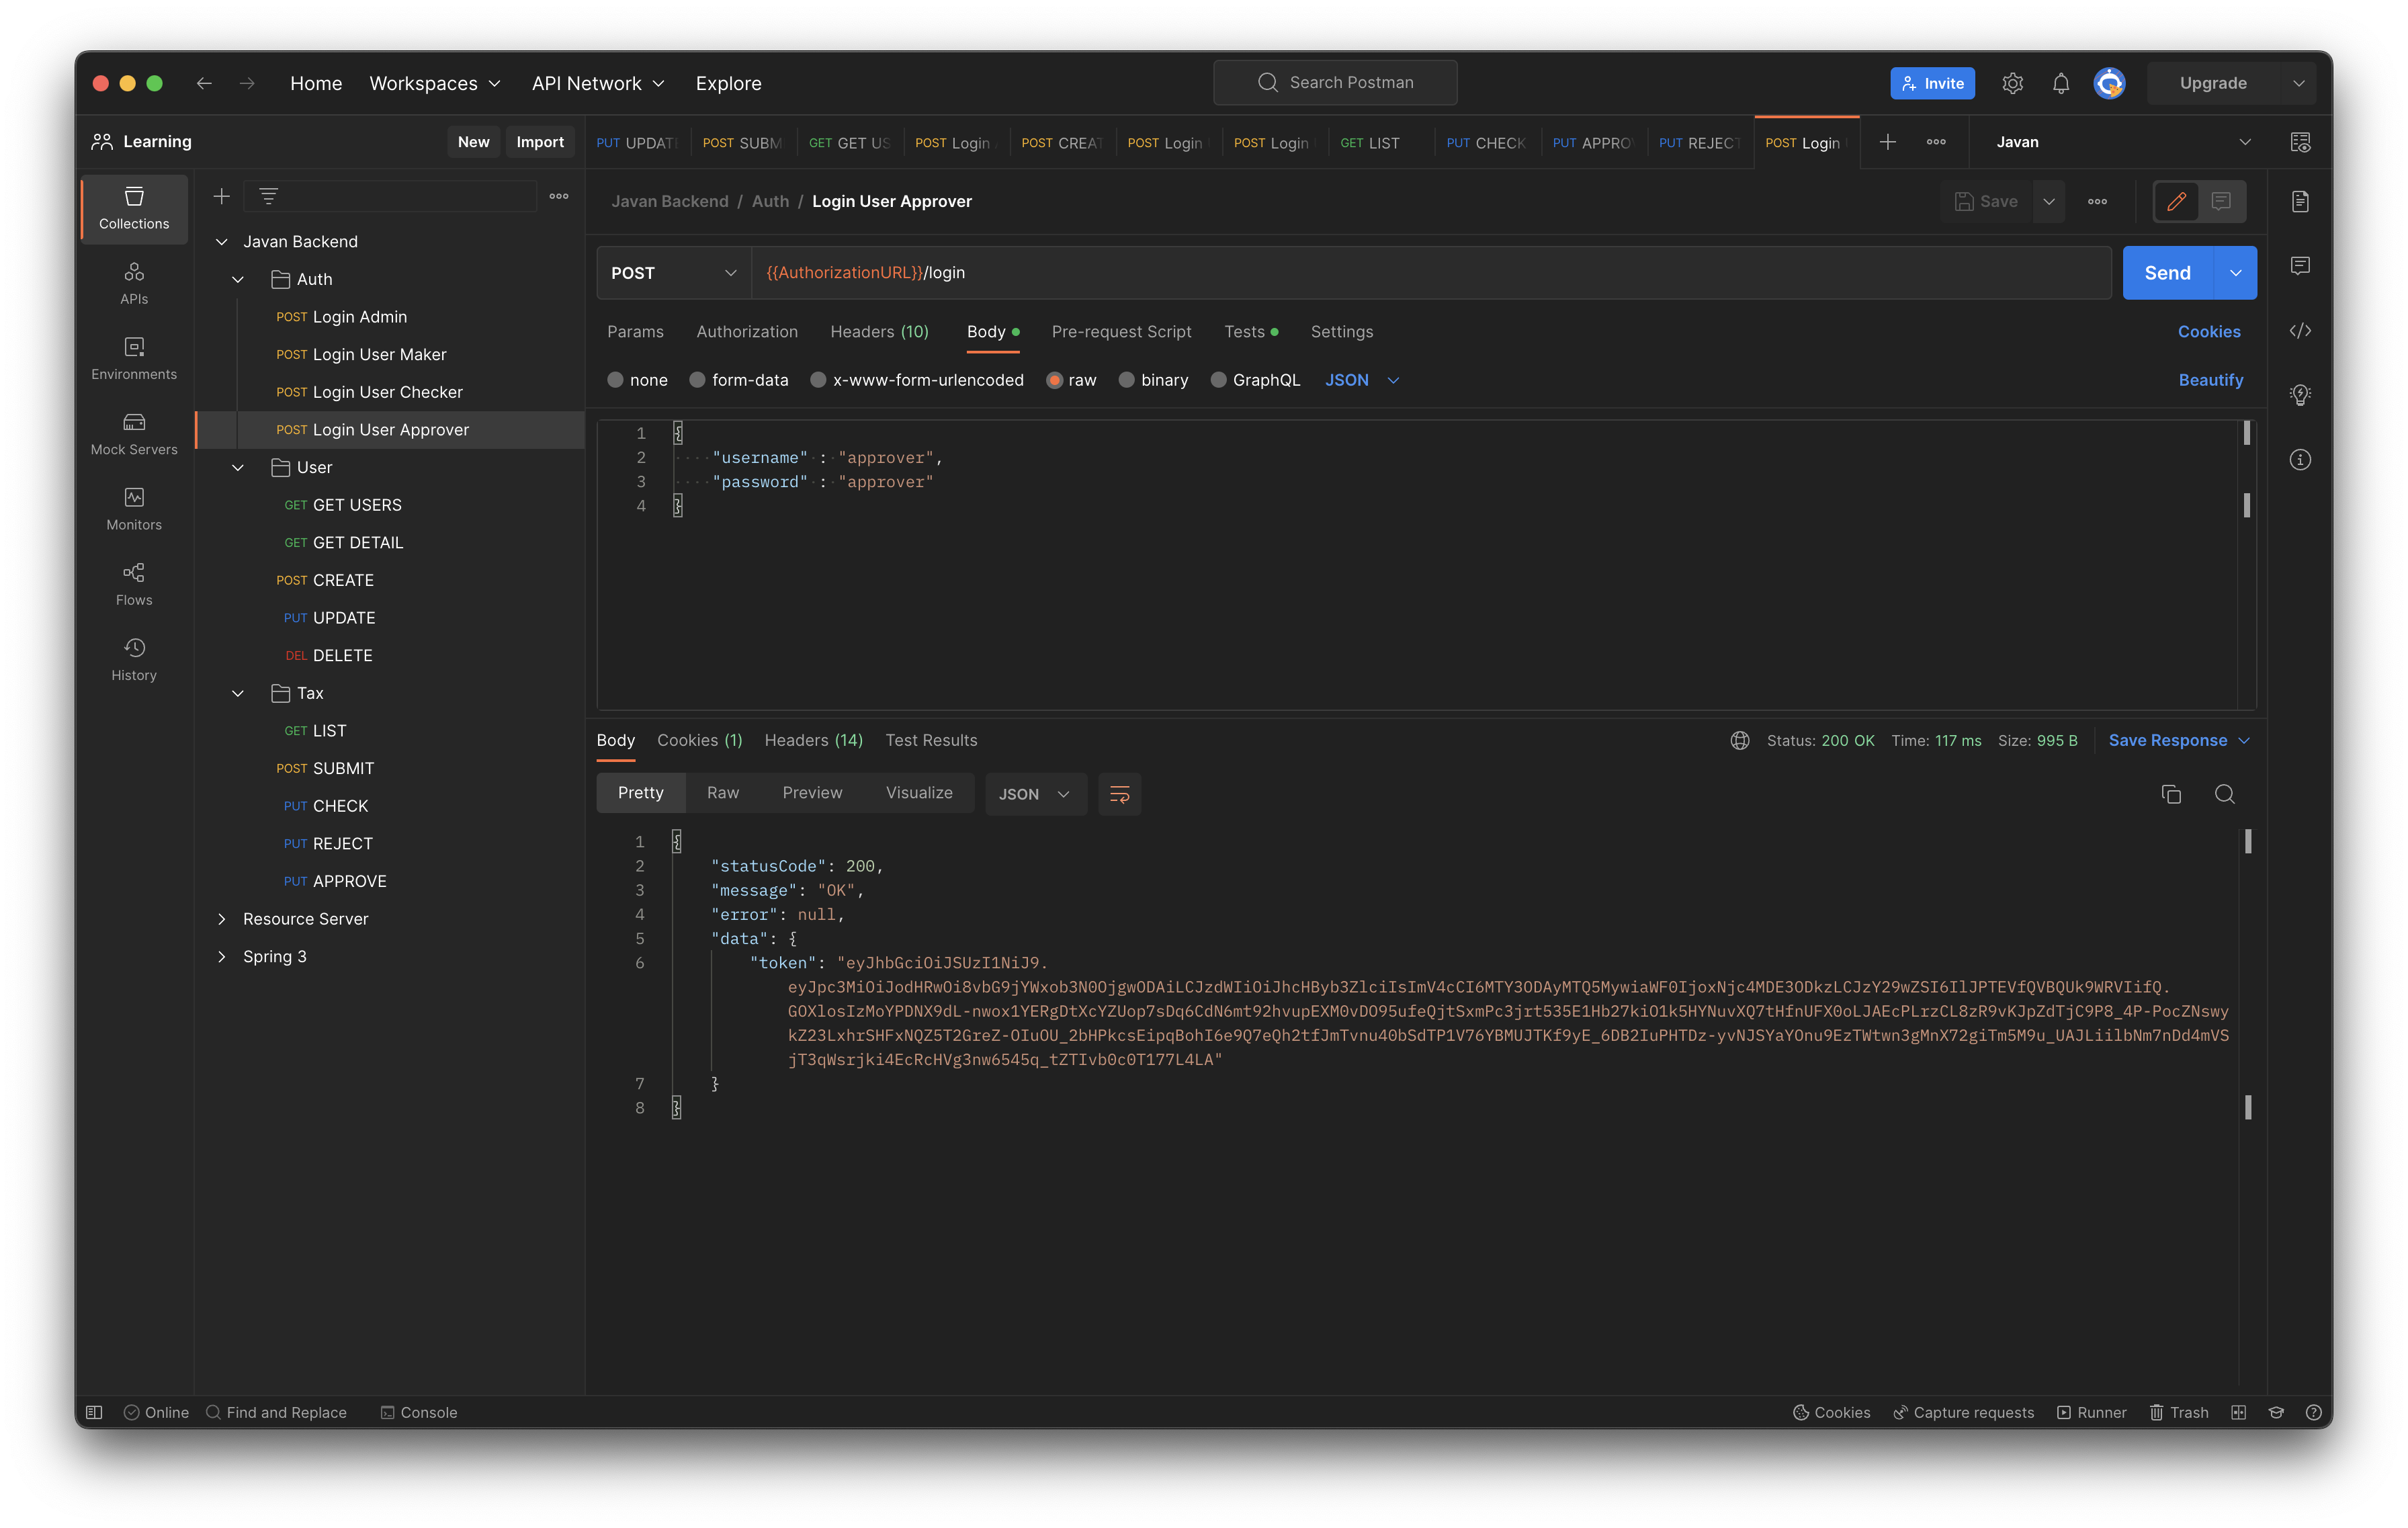 Home Workspaces API Network Explore Search Postman Invite Upgrade
Learning New Import
PUT UPDATE POST SUBM GET GET US POST Login POST CREAT POST Login POST Login GET LIST PUT CHECK PUT APPRO PUT REJECT POST Login Javan
Collections
APIs
Environments
Mock Servers
Monitors
Flows
History
Javan Backend
Auth
POST Login Admin
POST Login User Maker
POST Login User Checker
POST Login User Approver
User
GET GET USERS
GET GET DETAIL
POST CREATE
PUT UPDATE
DEL DELETE
Tax
GET LIST
POST SUBMIT
PUT CHECK
PUT REJECT
PUT APPROVE
Resource Server
Spring 3
Javan Backend / Auth / Login User Approver Save
POST {{AuthorizationURL}}/login Send
Params Authorization Headers (10) Body Pre-request Script Tests Settings Cookies
none form-data x-www-form-urlencoded raw binary GraphQL JSON Beautify
1 {
2 "username" : "approver",
3 "password" : "approver"
4 }
Body Cookies (1) Headers (14) Test Results Status: 200 OK Time: 117 ms Size: 995 B Save Response
Pretty Raw Preview Visualize JSON
1 {
2 "statusCode": 200,
3 "message": "OK",
4 "error": null,
5 "data": {
6 "token": "eyJhbGciOiJSUzI1NiJ9.
eyJpc3MiOiJodHRwOi8vbG9jYWxob3N0OjgwODAiLCJzdWIiOiJhcHByb3ZlciIsImV4cCI6MTY3ODAyMTQ5MywiaWF0IjoxNjc4MDE3ODkzLCJzY29wZSI6IlJPTEVfQVBQUk9WRVIifQ.
GOXlosIzMoYPDNX9dL-nwox1YERgDtXcYZUop7sDq6CdN6mt92hvupEXM0vDO95ufeQjtSxmPc3jrt535E1Hb27kiO1k5HYNuvXQ7tHfnUFX0oLJAEcPLrzCL8zR9vKJpZdTjC9P8_4P-PocZNswy
kZ23LxhrSHFxNQZ5T2GreZ-OIuOU_2bHPkcsEipqBohI6e9Q7eQh2tfJmTvnu40bSdTP1V76YBMUJTKf9yE_6DB2IuPHTDz-yvNJSYaYOnu9EzTWtwn3gMnX72giTm5M9u_UAJLiilbNm7nDd4mVS
jT3qWsrjki4EcRcHVg3nw6545q_tZTIvb0c0T177L4LA"
7 }
8 }
Online Find and Replace Console Cookies Capture requests Runner Trash